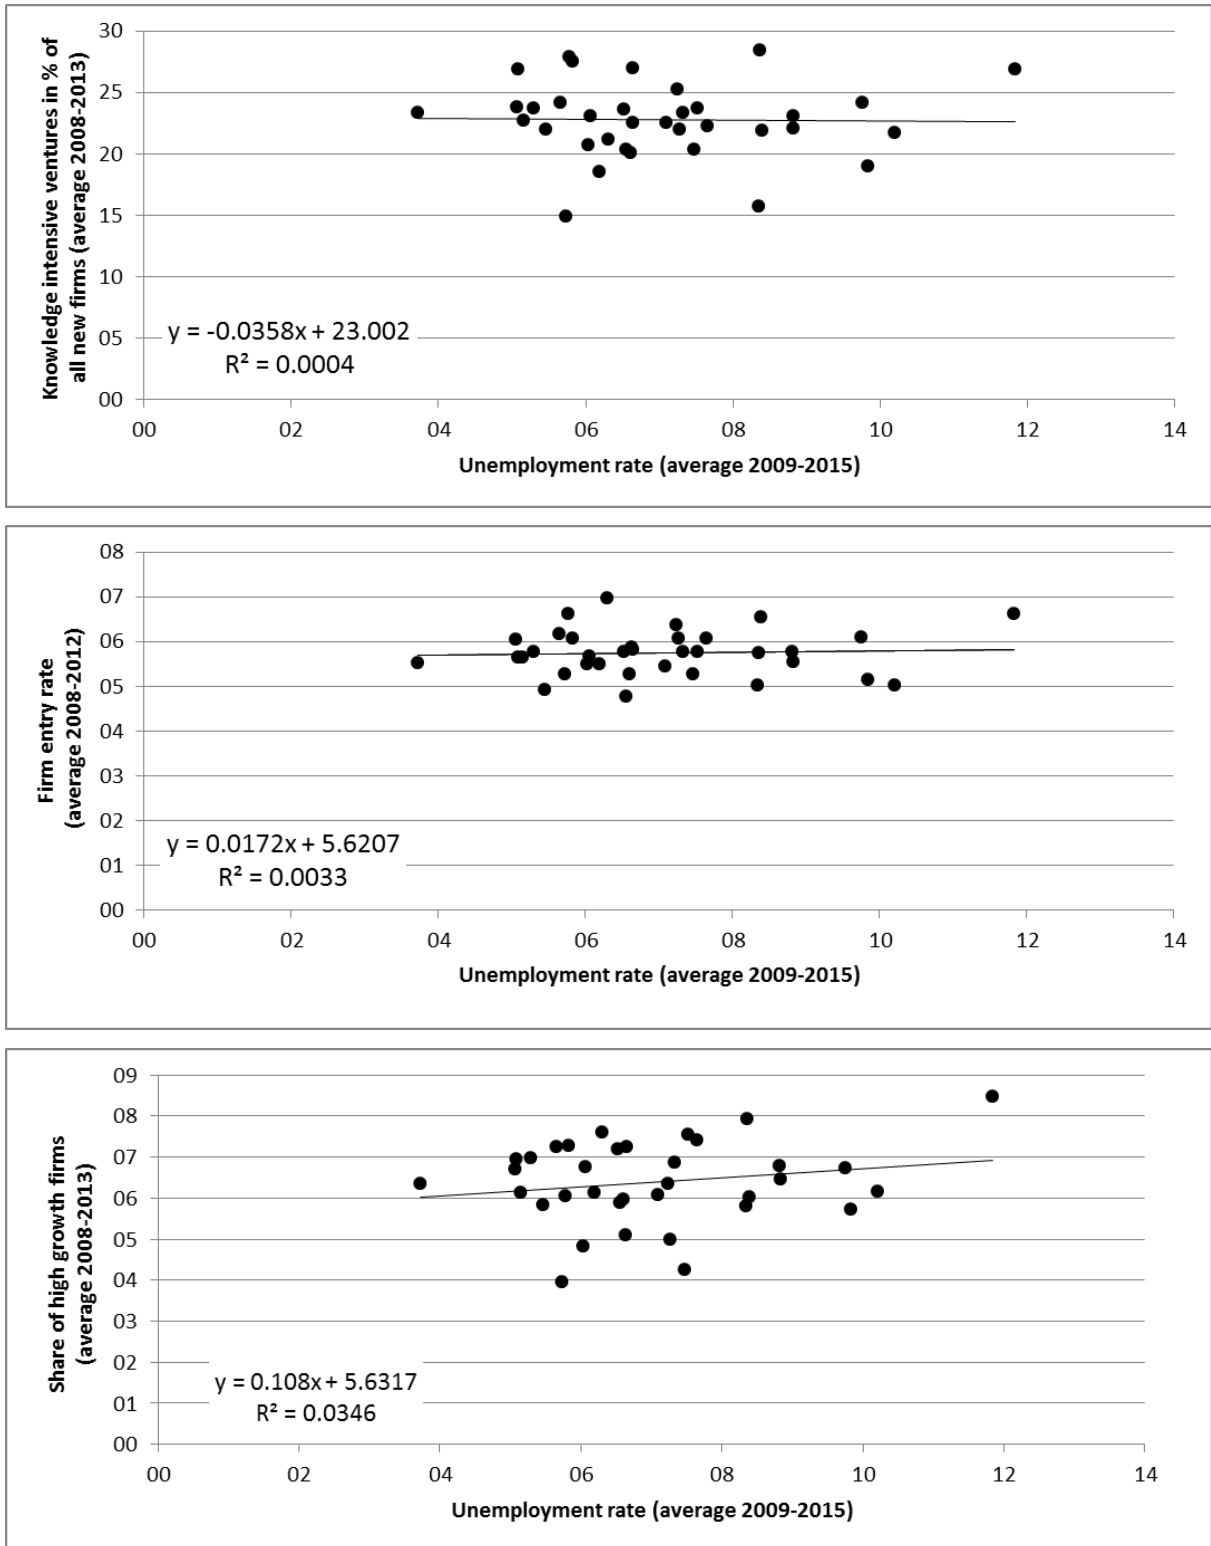 Knowledge intensive ventures in % of
all new firms (average 2008-2013)
30
25
20
15
10
05
00
y = -0.0358x + 23.002
R² = 0.0004
00 02 04 06 08 10 12 14
Unemployment rate (average 2009-2015)
Firm entry rate
(average 2008-2012)
08
07
06
05
04
03
02
01
00
y = 0.0172x + 5.6207
R² = 0.0033
00 02 04 06 08 10 12 14
Unemployment rate (average 2009-2015)
Share of high growth firms
(average 2008-2013)
09
08
07
06
05
04
03
02
01
00
y = 0.108x + 5.6317
R² = 0.0346
00 02 04 06 08 10 12 14
Unemployment rate (average 2009-2015)